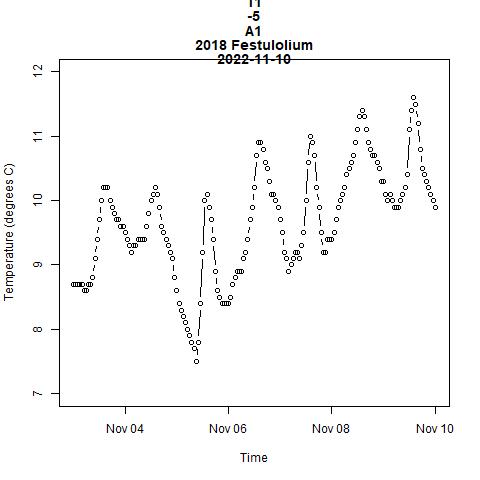 -5
A1
2018 Festulolium
2022-11-10
Temperature (degrees C)
12
11
10
9
8
7
Nov 04
Nov 06
Nov 08
Nov 10
Time